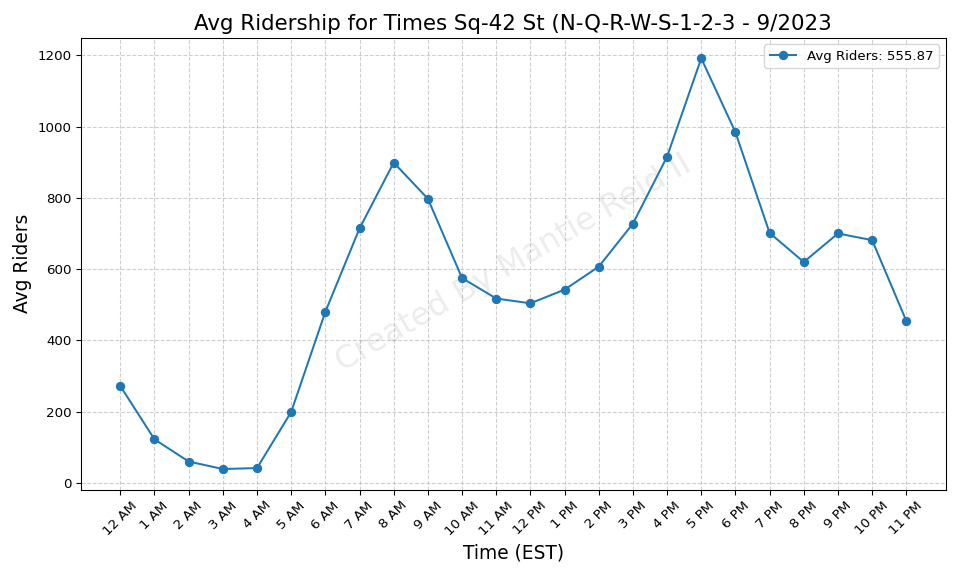 Avg Ridership for Times Sq-42 St (N-Q-R-W-S-1-2-3 - 9/2023
Avg Riders: 555.87
1200
1000
800
600
400
200
0
Avg Riders
Created By Mantie Reid II
12 AM
1 AM
2 AM
3 AM
4 AM
5 AM
6 AM
7 AM
8 AM
9 AM
10 AM
11 AM
12 PM
1 PM
2 PM
3 PM
4 PM
5 PM
6 PM
7 PM
8 PM
9 PM
10 PM
11 PM
Time (EST)